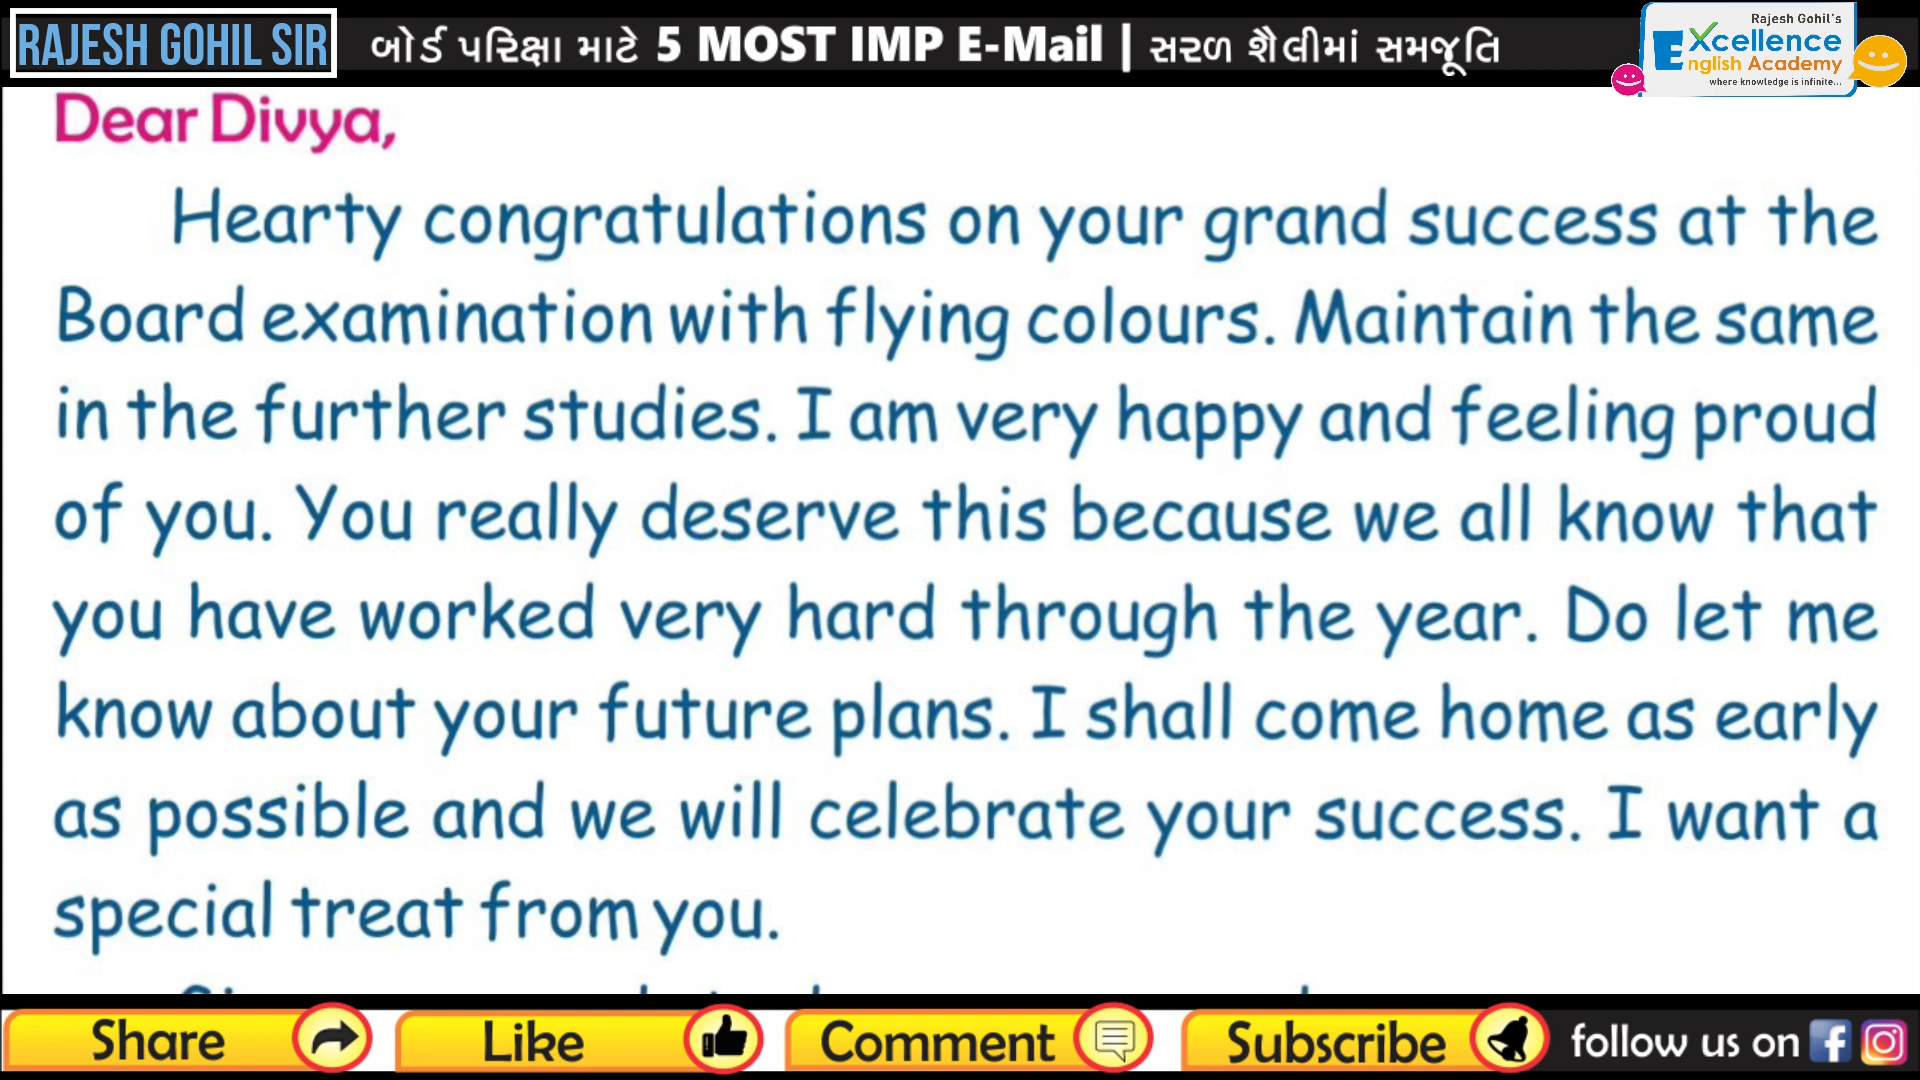 RAJESH GOHIL SIR
બોર્ડ પરિક્ષા માટે 5 MOST IMP E-Mail | સરળ શૈલીમાં સમજૂતિ
Rajesh Gohil's
EXcellence
English Academy
where knowledge is infinite...
Dear Divya,
Hearty congratulations on your grand success at the
Board examination with flying colours. Maintain the same
in the further studies. I am very happy and feeling proud
of you. You really deserve this because we all know that
you have worked very hard through the year. Do let me
know about your future plans. I shall come home as early
as possible and we will celebrate your success. I want a
special treat from you.
Share
Like
Comment
Subscribe
follow us on